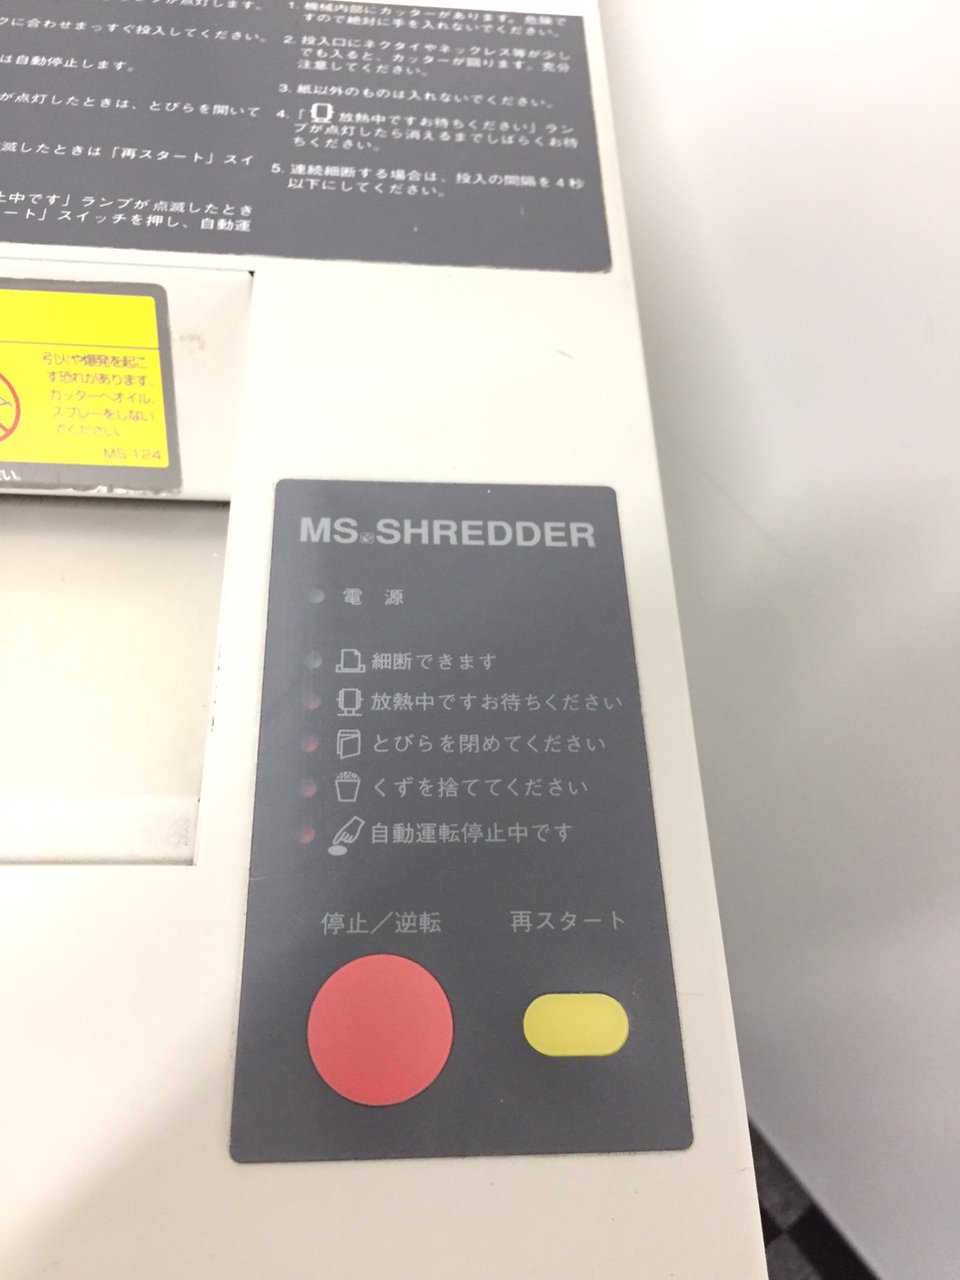 点灯します。
クに合わせまっすぐ投入してください。
は自動停止します。
が点灯したときは、とびらを開いて
滅したときは「再スタート」スイ
止中です」ランプが点滅したとき
ート」スイッチを押し、自動運
1. 機械内部にカッターがあります。危険で
すので絶対に手を入れないでください。
2. 投入口にネクタイやネックレス等が少し
でも入ると、カッターが回ります。充分
注意してください。
3. 紙以外のものは入れないでください。
4.「放熱中ですお待ちください」ラン
プが点灯したら消えるまでしばらくお待
ちください。
5. 連続細断する場合は、投入の間隔を4秒
以下にしてください。
引火や爆発を起こ
す恐れがあります。
カッターへオイル
スプレーをしない
でください。
MS 124
さい。
MS SHREDDER
電 源
細断できます
放熱中ですお待ちください
とびらを閉めてください
くずを捨ててください
自動運転停止中です
停止／逆転
再スタート